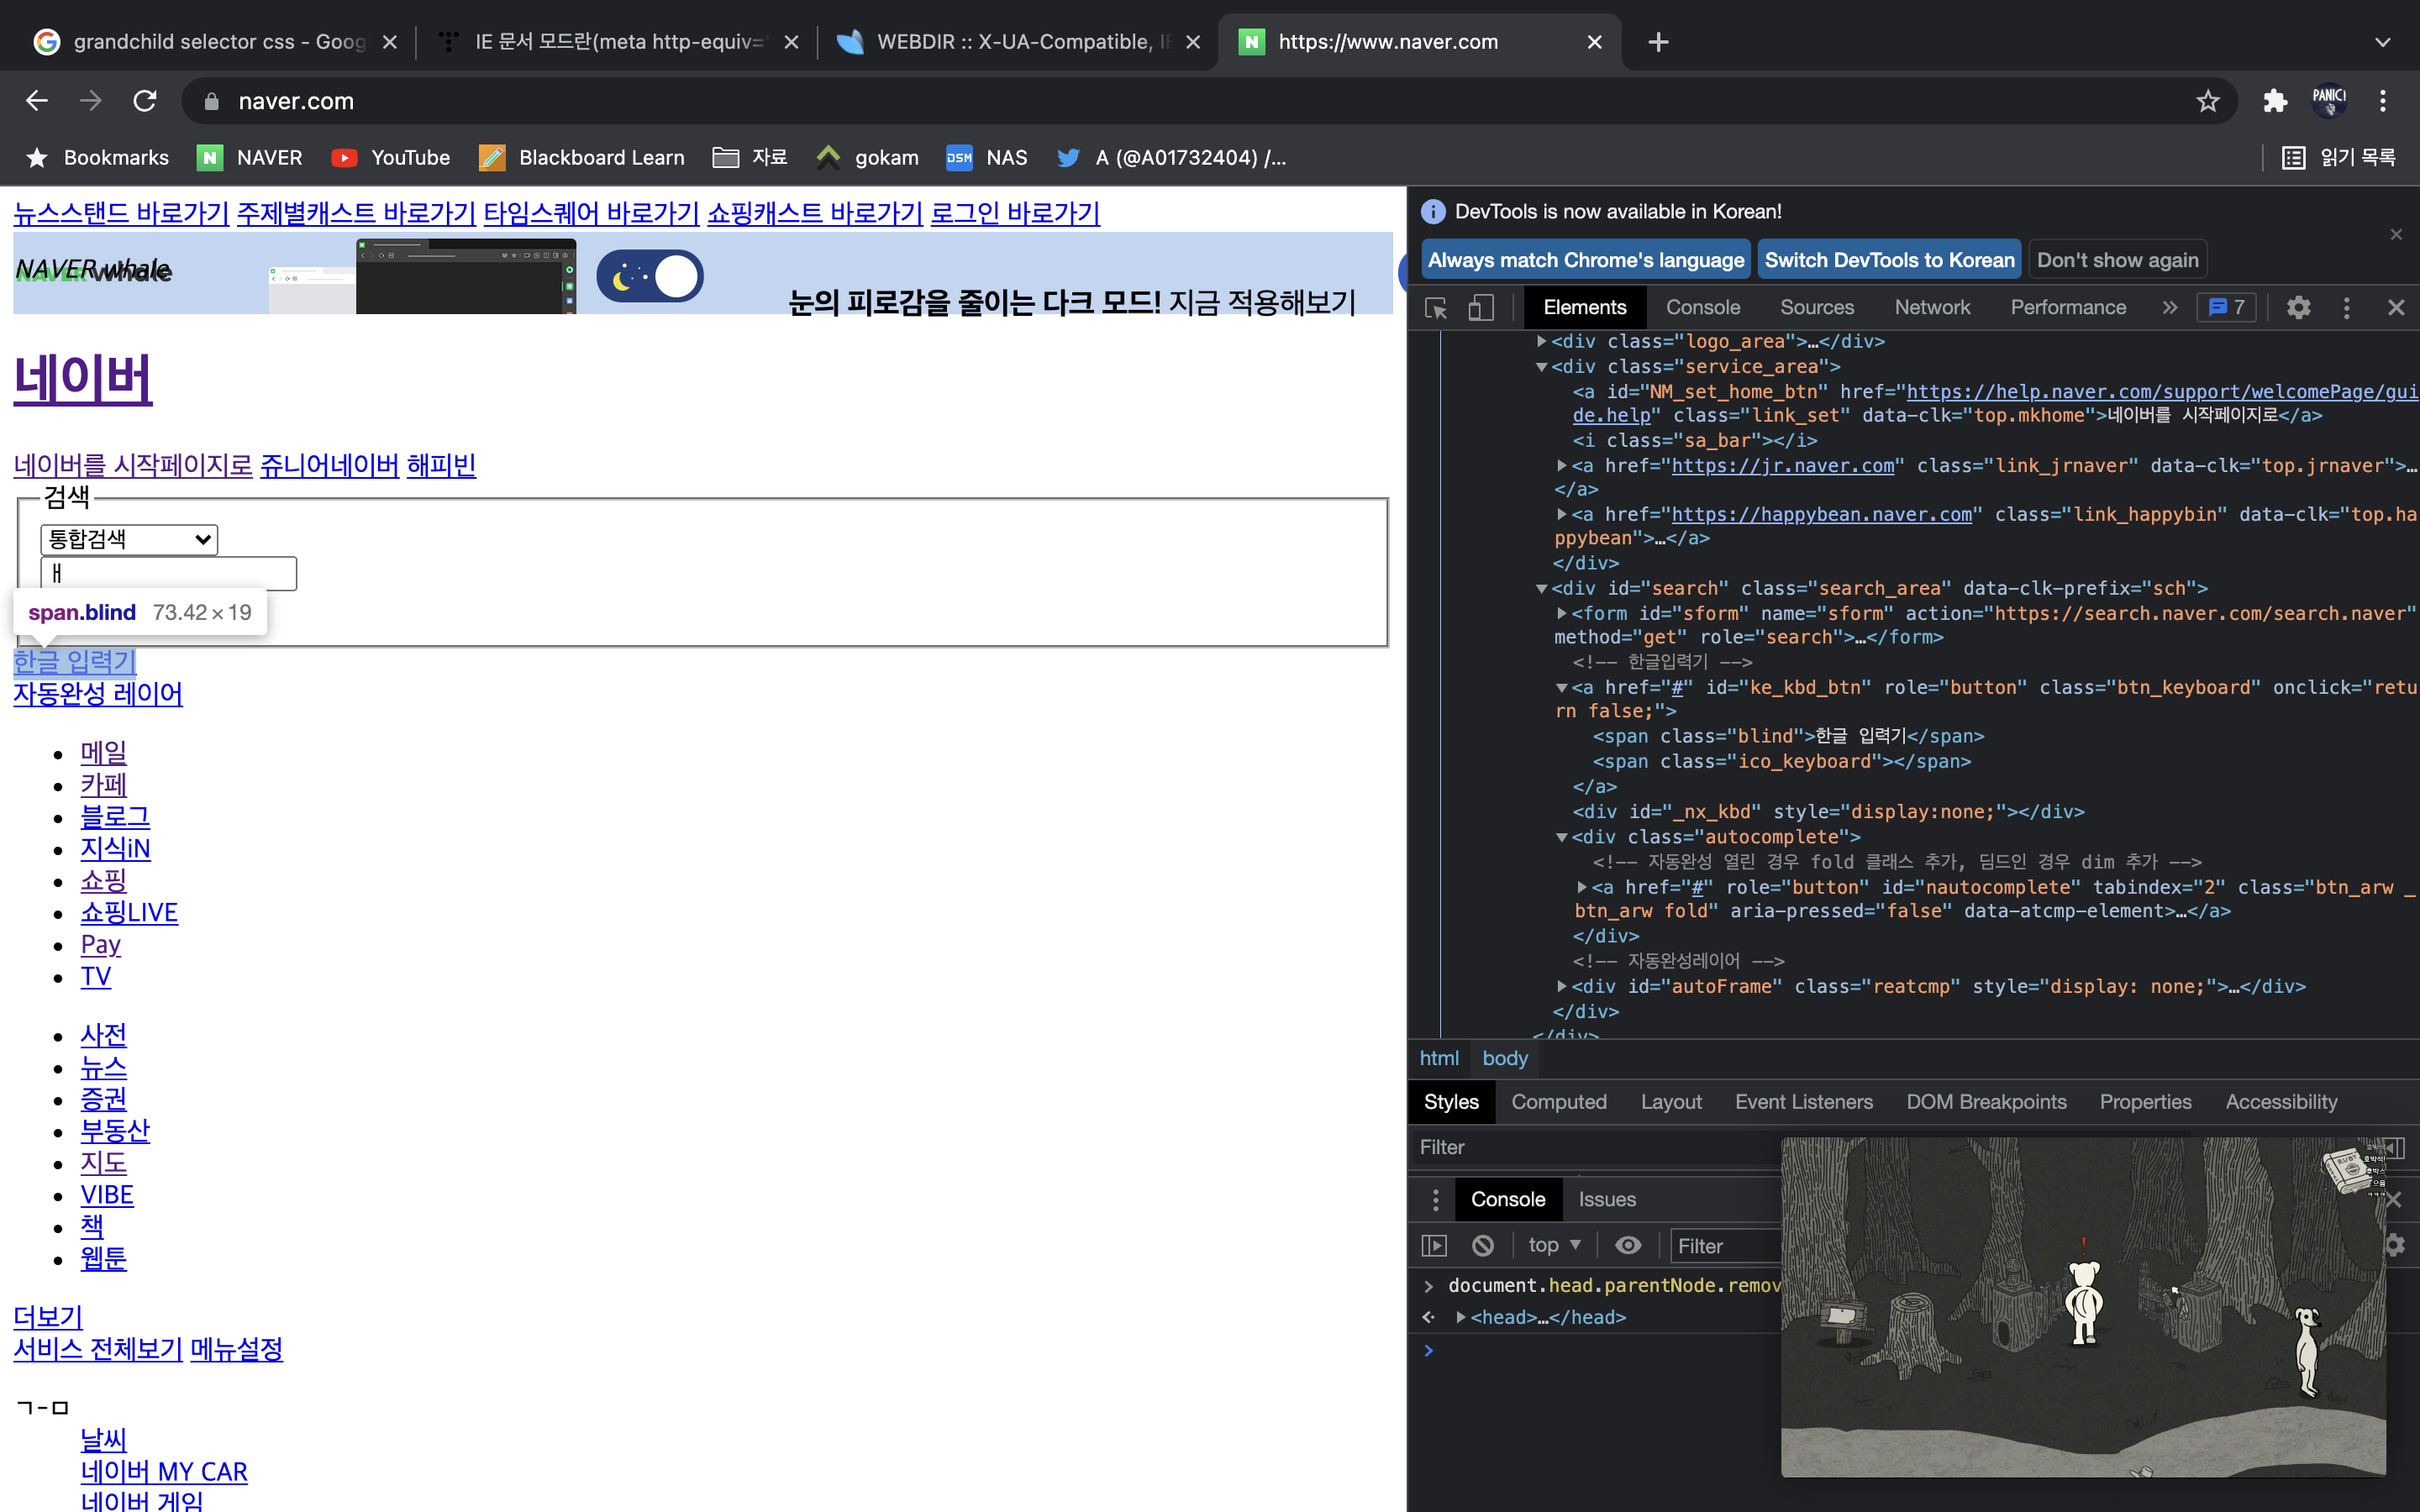 grandchild selector css - Goog
IE 문서 모드란(meta http-equiv=
WEBDIR :: X-UA-Compatible, IE
https://www.naver.com
naver.com
PANIC!
Bookmarks NAVER YouTube Blackboard Learn 자료 gokam DSM NAS A (@A01732404) /... 읽기 목록
뉴스스탠드 바로가기 주제별캐스트 바로가기 타임스퀘어 바로가기 쇼핑캐스트 바로가기 로그인 바로가기
NAVER whale
눈의 피로감을 줄이는 다크 모드! 지금 적용해보기
네이버
네이버를 시작페이지로 쥬니어네이버 해피빈
검색
통합검색
ㅐ
span.blind 73.42 × 19
한글 입력기
자동완성 레이어
• 메일
• 카페
• 블로그
• 지식iN
• 쇼핑
• 쇼핑LIVE
• Pay
• TV
• 사전
• 뉴스
• 증권
• 부동산
• 지도
• VIBE
• 책
• 웹툰
더보기
서비스 전체보기 메뉴설정
ㄱ-ㅁ
날씨
네이버 MY CAR
네이버 게임
DevTools is now available in Korean!
Always match Chrome's language Switch DevTools to Korean Don't show again
Elements Console Sources Network Performance » 7
<div class="logo_area">…</div>
<div class="service_area">
<a id="NM_set_home_btn" href="https://help.naver.com/support/welcomePage/gui
de.help" class="link_set" data-clk="top.mkhome">네이버를 시작페이지로</a>
<i class="sa_bar"></i>
<a href="https://jr.naver.com" class="link_jrnaver" data-clk="top.jrnaver">…
</a>
<a href="https://happybean.naver.com" class="link_happybin" data-clk="top.ha
ppybean">…</a>
</div>
<div id="search" class="search_area" data-clk-prefix="sch">
<form id="sform" name="sform" action="https://search.naver.com/search.naver"
method="get" role="search">…</form>
<!-- 한글입력기 -->
<a href="#" id="ke_kbd_btn" role="button" class="btn_keyboard" onclick="retu
rn false;">
<span class="blind">한글 입력기</span>
<span class="ico_keyboard"></span>
</a>
<div id="_nx_kbd" style="display:none;"></div>
<div class="autocomplete">
<!-- 자동완성 열린 경우 fold 클래스 추가, 딤드인 경우 dim 추가 -->
<a href="#" role="button" id="nautocomplete" tabindex="2" class="btn_arw _
btn_arw fold" aria-pressed="false" data-atcmp-element>…</a>
</div>
<!-- 자동완성레이어 -->
<div id="autoFrame" class="reatcmp" style="display: none;">…</div>
</div>
</div>
html body
Styles Computed Layout Event Listeners DOM Breakpoints Properties Accessibility
Filter
Console Issues
top Filter
document.head.parentNode.remov
<head>…</head>
RUBY